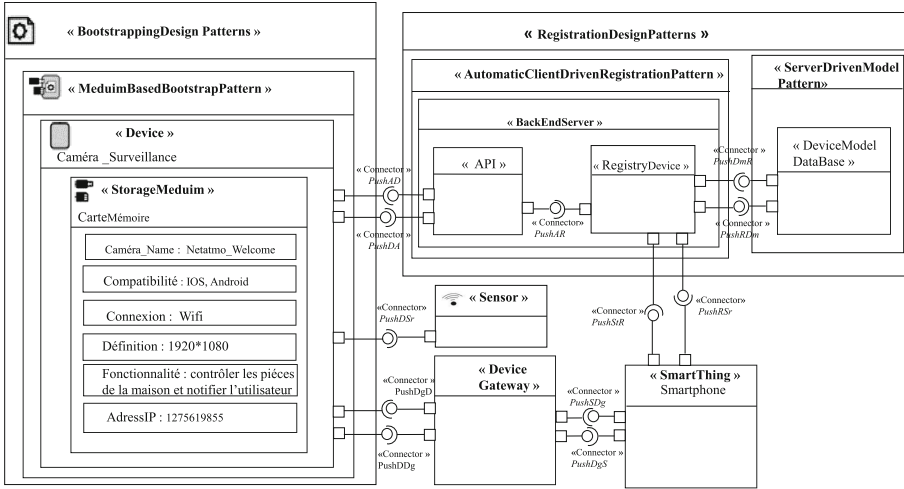 « BootstrappingDesign Patterns »
« MeduimBasedBootstrapPattern »
« Device »
Caméra _Surveillance
« StorageMeduim »
CarteMémoire
Caméra_Name : Netatmo_Welcome
Compatibilité : IOS, Android
Connexion : Wifi
Définition : 1920*1080
Fonctionnalité : contrôler les piéces
de la maison et notifier l’utilisateur
AdressIP : 1275619855
« Connector »
PushAD
« Connector »
PushDA
«Connector»
PushDSr
«Connector »
PushDgD
«Connector»
PushDDg
« RegistrationDesignPatterns »
« AutomaticClientDrivenRegistrationPattern »
« BackEndServer »
« API »
« Connector»
PushAR
« RegistryDevice »
«Connector»
PushDmR
«Connector»
PushRDm
« ServerDrivenModel
Pattern»
« DeviceModel
DataBase »
« Sensor »
« Device
Gateway »
«Connector»
PushStR
«Connector»
PushRSr
«Connector»
PushSDg
«Connector»
PushDgS
« SmartThing »
Smartphone